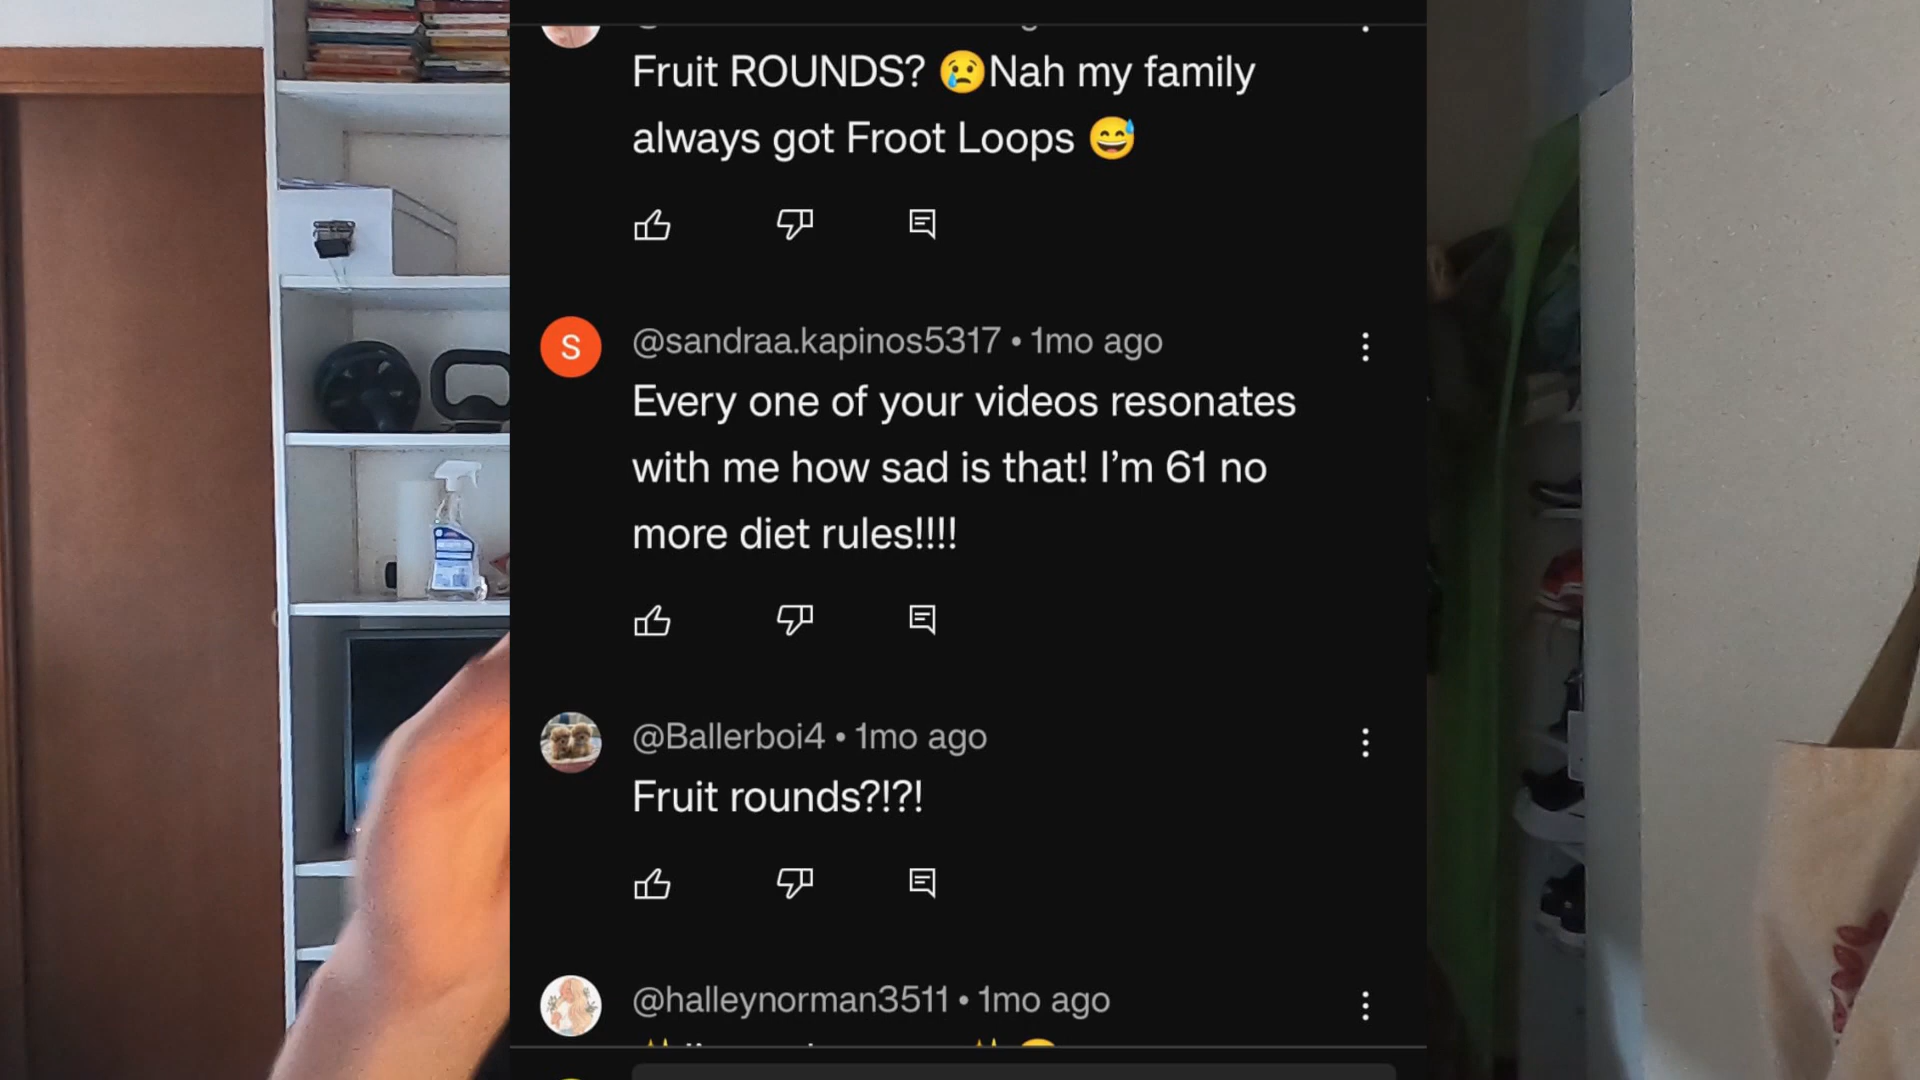 Fruit ROUNDS? 😢Nah my family
always got Froot Loops 😅
@sandraa.kapinos5317 • 1mo ago
Every one of your videos resonates
with me how sad is that! I’m 61 no
more diet rules!!!!
@Ballerboi4 • 1mo ago
Fruit rounds?!?!
@halleynorman3511 • 1mo ago
S